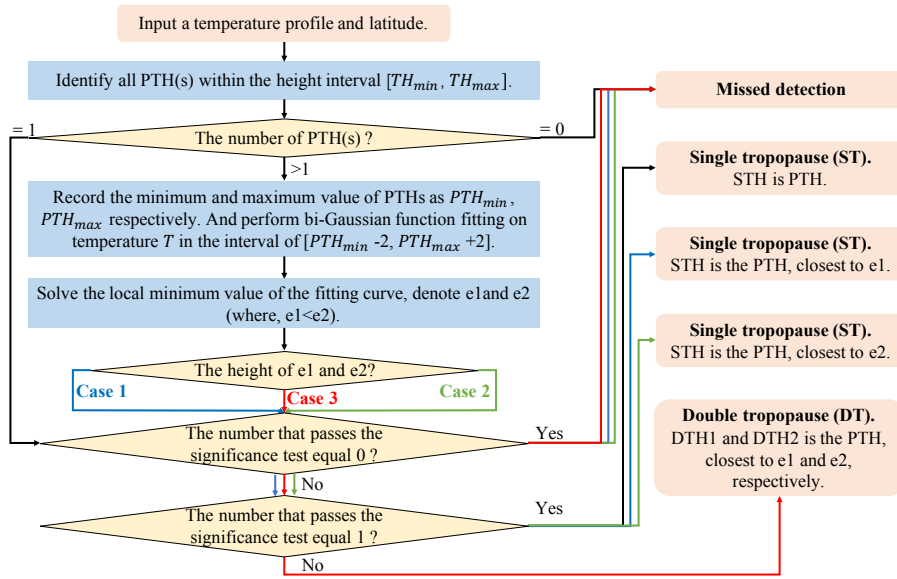 Input a temperature profile and latitude.
Identify all PTH(s) within the height interval [TH_min, TH_max].
= 1
The number of PTH(s) ?
= 0
>1
Record the minimum and maximum value of PTHs as PTH_min,
PTH_max respectively. And perform bi-Gaussian function fitting on
temperature T in the interval of [PTH_min -2, PTH_max +2].
Solve the local minimum value of the fitting curve, denote e1and e2
(where, e1<e2).
The height of e1 and e2?
Case 1
Case 3
Case 2
The number that passes the
significance test equal 0 ?
Yes
No
The number that passes the
significance test equal 1 ?
Yes
No
Missed detection
Single tropopause (ST).
STH is PTH.
Single tropopause (ST).
STH is the PTH, closest to e1.
Single tropopause (ST).
STH is the PTH, closest to e2.
Double tropopause (DT).
DTH1 and DTH2 is the PTH,
closest to e1 and e2,
respectively.